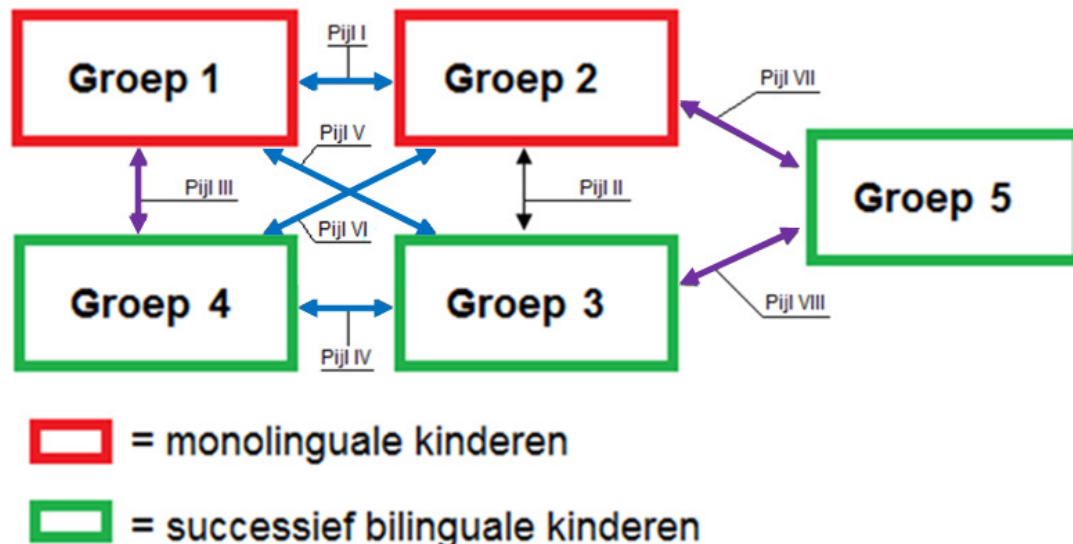 Pijl I
Groep 1
Groep 2
Pijl VII
Pijl V
Pijl III
Pijl II
Groep 5
Pijl VI
Groep 4
Groep 3
Pijl VIII
Pijl IV
= monolinguale kinderen
= successief bilinguale kinderen